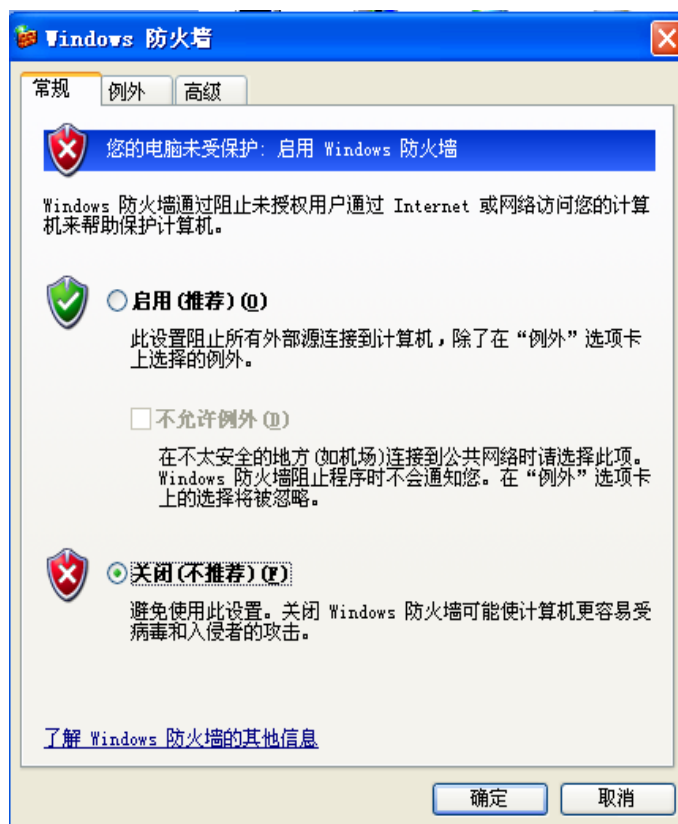 Windows 防火墙
常规 例外 高级
您的电脑未受保护: 启用 Windows 防火墙
Windows 防火墙通过阻止未授权用户通过 Internet 或网络访问您的计算
机来帮助保护计算机。
启用(推荐)(O)
此设置阻止所有外部源连接到计算机，除了在“例外”选项卡
上选择的例外。
不允许例外(D)
在不太安全的地方(如机场)连接到公共网络时请选择此项。
Windows 防火墙阻止程序时不会通知您。在“例外”选项卡
上的选择将被忽略。
关闭(不推荐)(F)
避免使用此设置。关闭 Windows 防火墙可能使计算机更容易受
病毒和入侵者的攻击。
了解 Windows 防火墙的其他信息
确定 取消